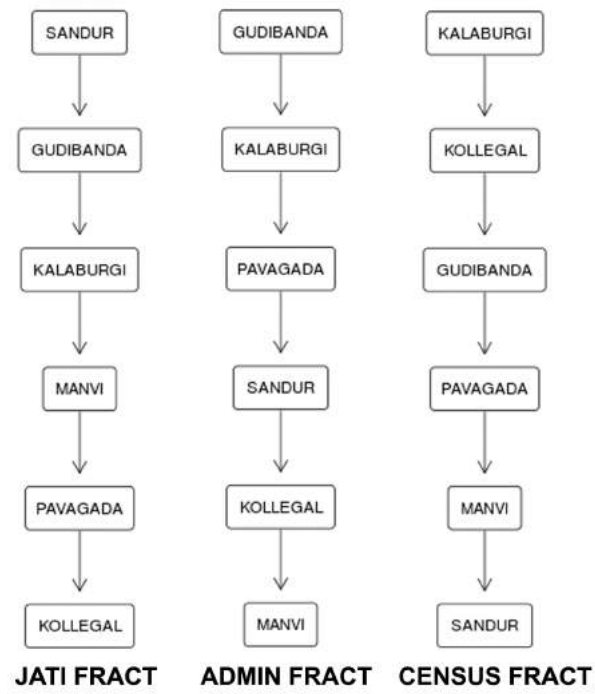 SANDUR
GUDIBANDA
KALABURGI
MANVI
PAVAGADA
KOLLEGAL
JATI FRACT
GUDIBANDA
KALABURGI
PAVAGADA
SANDUR
KOLLEGAL
MANVI
ADMIN FRACT
KALABURGI
KOLLEGAL
GUDIBANDA
PAVAGADA
MANVI
SANDUR
CENSUS FRACT